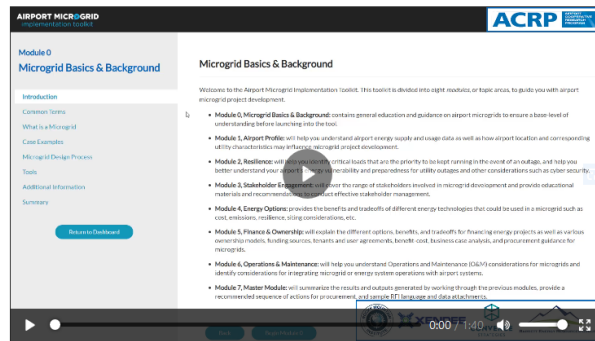 AIRPORT MICROGRID
implementation toolkit
ACRP
AIRPORT
COOPERATIVE
RESEARCH
PROGRAM
Module 0
Microgrid Basics & Background
Introduction
Common Terms
What is a Microgrid
Case Examples
Microgrid Design Process
Tools
Additional Information
Summary
Return to Dashboard
Microgrid Basics & Background
Welcome to the Airport Microgrid Implementation Toolkit. This toolkit is divided into eight modules, or topic areas, to guide you with airport
microgrid project development.
• Module 0, Microgrid Basics & Background: contains general education and guidance on airport microgrids to ensure a base-level of
understanding before launching into the tool.
• Module 1, Airport Profile: will help you understand airport energy supply and usage data as well as how airport location and corresponding
utility characteristics may influence microgrid project development.
• Module 2, Resilience: will help you identify critical loads that are the priority to be kept running in the event of an outage, and help you
better understand your airport's energy vulnerability and preparedness for utility outages and other considerations such as cyber security.
• Module 3, Stakeholder Engagement: will cover the range of stakeholders involved in microgrid development and provide educational
materials and recommendations to conduct effective stakeholder management.
• Module 4, Energy Options: provides the benefits and tradeoffs of different energy technologies that could be used in a microgrid such as
cost, emissions, resilience, sizing considerations, etc.
• Module 5, Finance & Ownership: will explain the different options, benefits, and tradeoffs for financing energy projects as well as various
ownership models, funding sources, tenants and user agreements, benefit-cost, business case analysis, and procurement guidance for
microgrids.
• Module 6, Operations & Maintenance: will help you understand Operations and Maintenance (O&M) considerations for microgrids and
identify considerations for integrating microgrid or energy system operations with airport systems.
• Module 7, Master Module: will summarize the results and outputs generated by working through the previous modules, provide a
recommended sequence of actions for procurement, and sample RFI language and data attachments.
Back
XENDEE
0:00 / 1:40